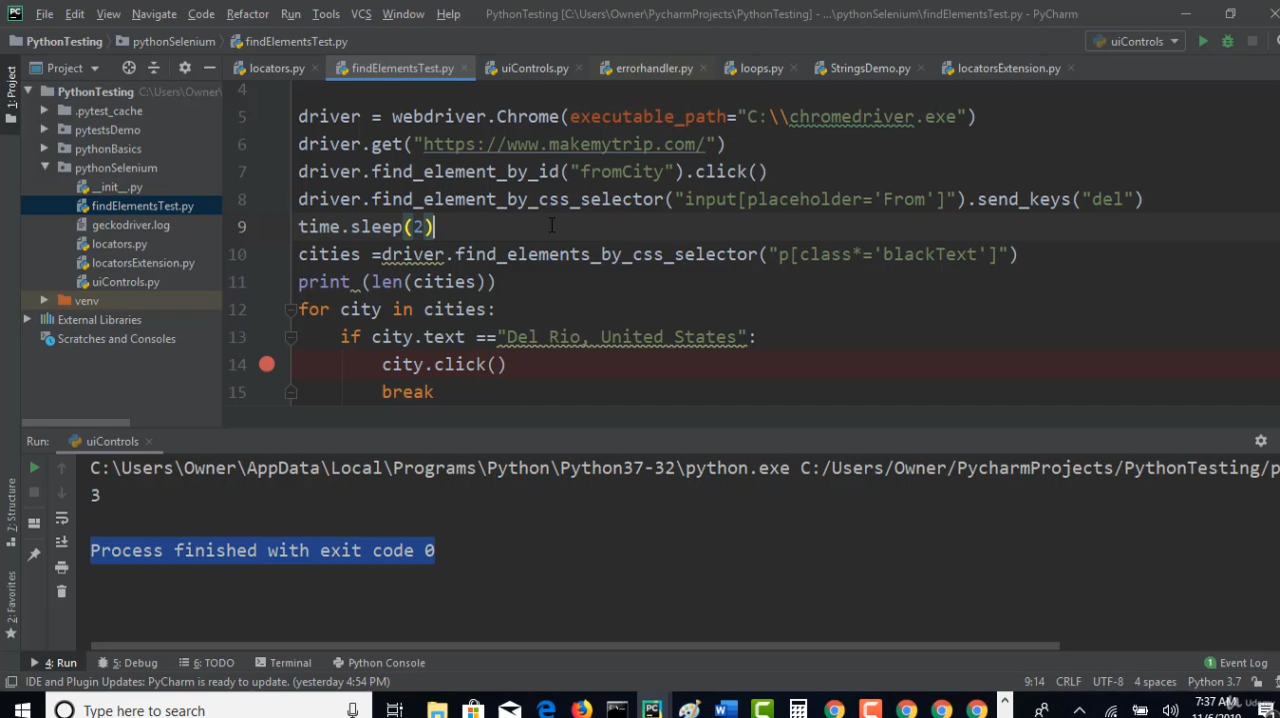 PC File Edit View Navigate Code Refactor Run Tools VCS Window Help PythonTesting [C:\Users\Owner\PycharmProjects\PythonTesting] - ...\pythonSelenium\findElementsTest.py - PyCharm
PythonTesting pythonSelenium findElementsTest.py uiControls
1: Project
Project locators.py findElementsTest.py uiControls.py errorhandler.py loops.py StringsDemo.py locatorsExtension.py
PythonTesting C:\Users\Owner\
.pytest_cache
pytestsDemo
pythonBasics
pythonSelenium
__init__.py
findElementsTest.py
geckodriver.log
locators.py
locatorsExtension.py
uiControls.py
venv
External Libraries
Scratches and Consoles
4
5 driver = webdriver.Chrome(executable_path="C:\\chromedriver.exe")
6 driver.get("https://www.makemytrip.com/")
7 driver.find_element_by_id("fromCity").click()
8 driver.find_element_by_css_selector("input[placeholder='From']").send_keys("del")
9 time.sleep(2)
10 cities =driver.find_elements_by_css_selector("p[class*='blackText']")
11 print (len(cities))
12 for city in cities:
13 if city.text =="Del Rio, United States":
14 city.click()
15 break
Run: uiControls
C:\Users\Owner\AppData\Local\Programs\Python\Python37-32\python.exe C:/Users/Owner/PycharmProjects/PythonTesting/p
3
Process finished with exit code 0
7: Structure
2: Favorites
4: Run 5: Debug 6: TODO Terminal Python Console 1 Event Log
IDE and Plugin Updates: PyCharm is ready to update. (yesterday 4:54 PM) 9:14 CRLF UTF-8 4 spaces Python 3.7
Type here to search 7:37 AM